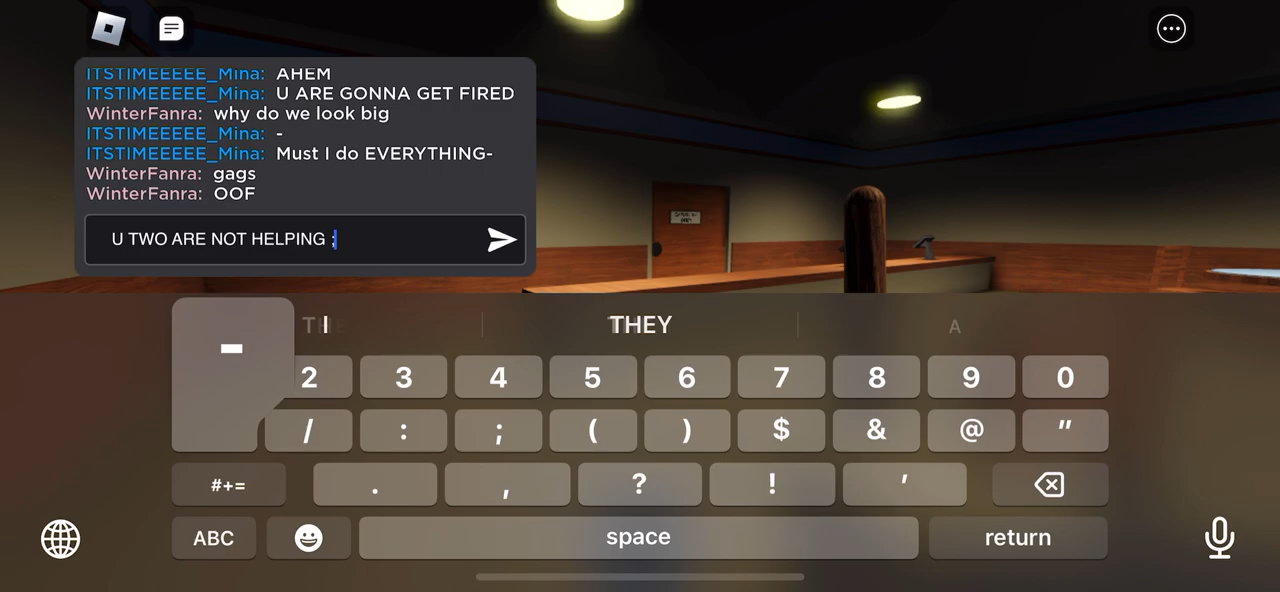 ITSTIMEEEEE_Mina: AHEM
ITSTIMEEEEE_Mina: U ARE GONNA GET FIRED
WinterFanra: why do we look big
ITSTIMEEEEE_Mina: -
ITSTIMEEEEE_Mina: Must I do EVERYTHING-
WinterFanra: gags
WinterFanra: OOF
U TWO ARE NOT HELPING ;
I THEY A
- 2 3 4 5 6 7 8 9 0
/ : ; ( ) $ & @ "
#+= . , ? ! '
ABC space return